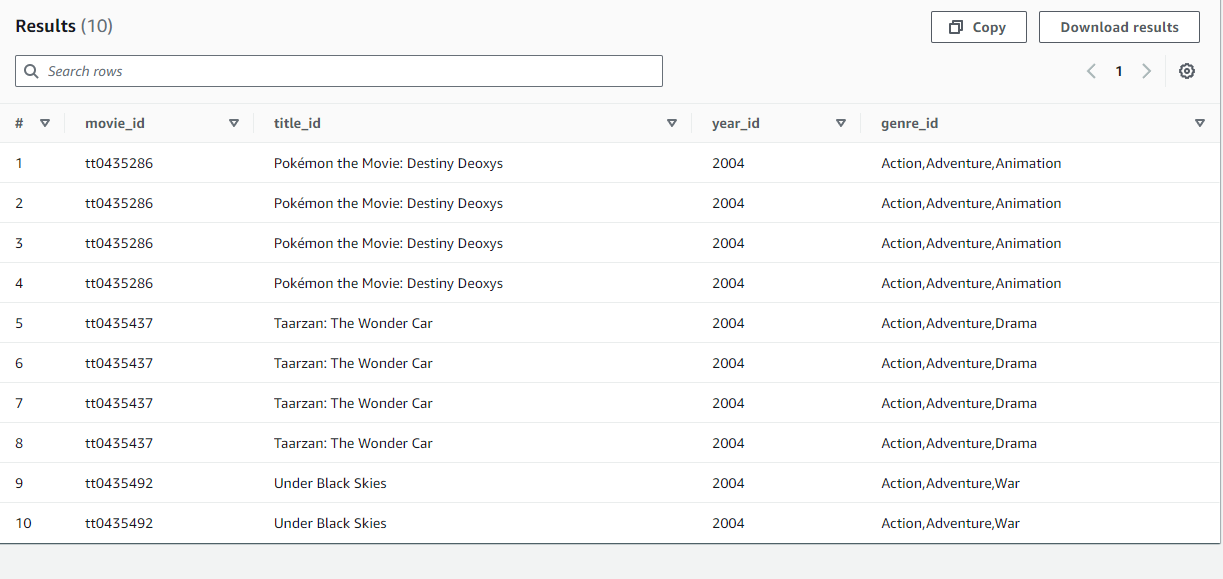 Results (10) Copy Download results
Search rows 1
# movie_id title_id year_id genre_id
1 tt0435286 Pokémon the Movie: Destiny Deoxys 2004 Action,Adventure,Animation
2 tt0435286 Pokémon the Movie: Destiny Deoxys 2004 Action,Adventure,Animation
3 tt0435286 Pokémon the Movie: Destiny Deoxys 2004 Action,Adventure,Animation
4 tt0435286 Pokémon the Movie: Destiny Deoxys 2004 Action,Adventure,Animation
5 tt0435437 Taarzan: The Wonder Car 2004 Action,Adventure,Drama
6 tt0435437 Taarzan: The Wonder Car 2004 Action,Adventure,Drama
7 tt0435437 Taarzan: The Wonder Car 2004 Action,Adventure,Drama
8 tt0435437 Taarzan: The Wonder Car 2004 Action,Adventure,Drama
9 tt0435492 Under Black Skies 2004 Action,Adventure,War
10 tt0435492 Under Black Skies 2004 Action,Adventure,War